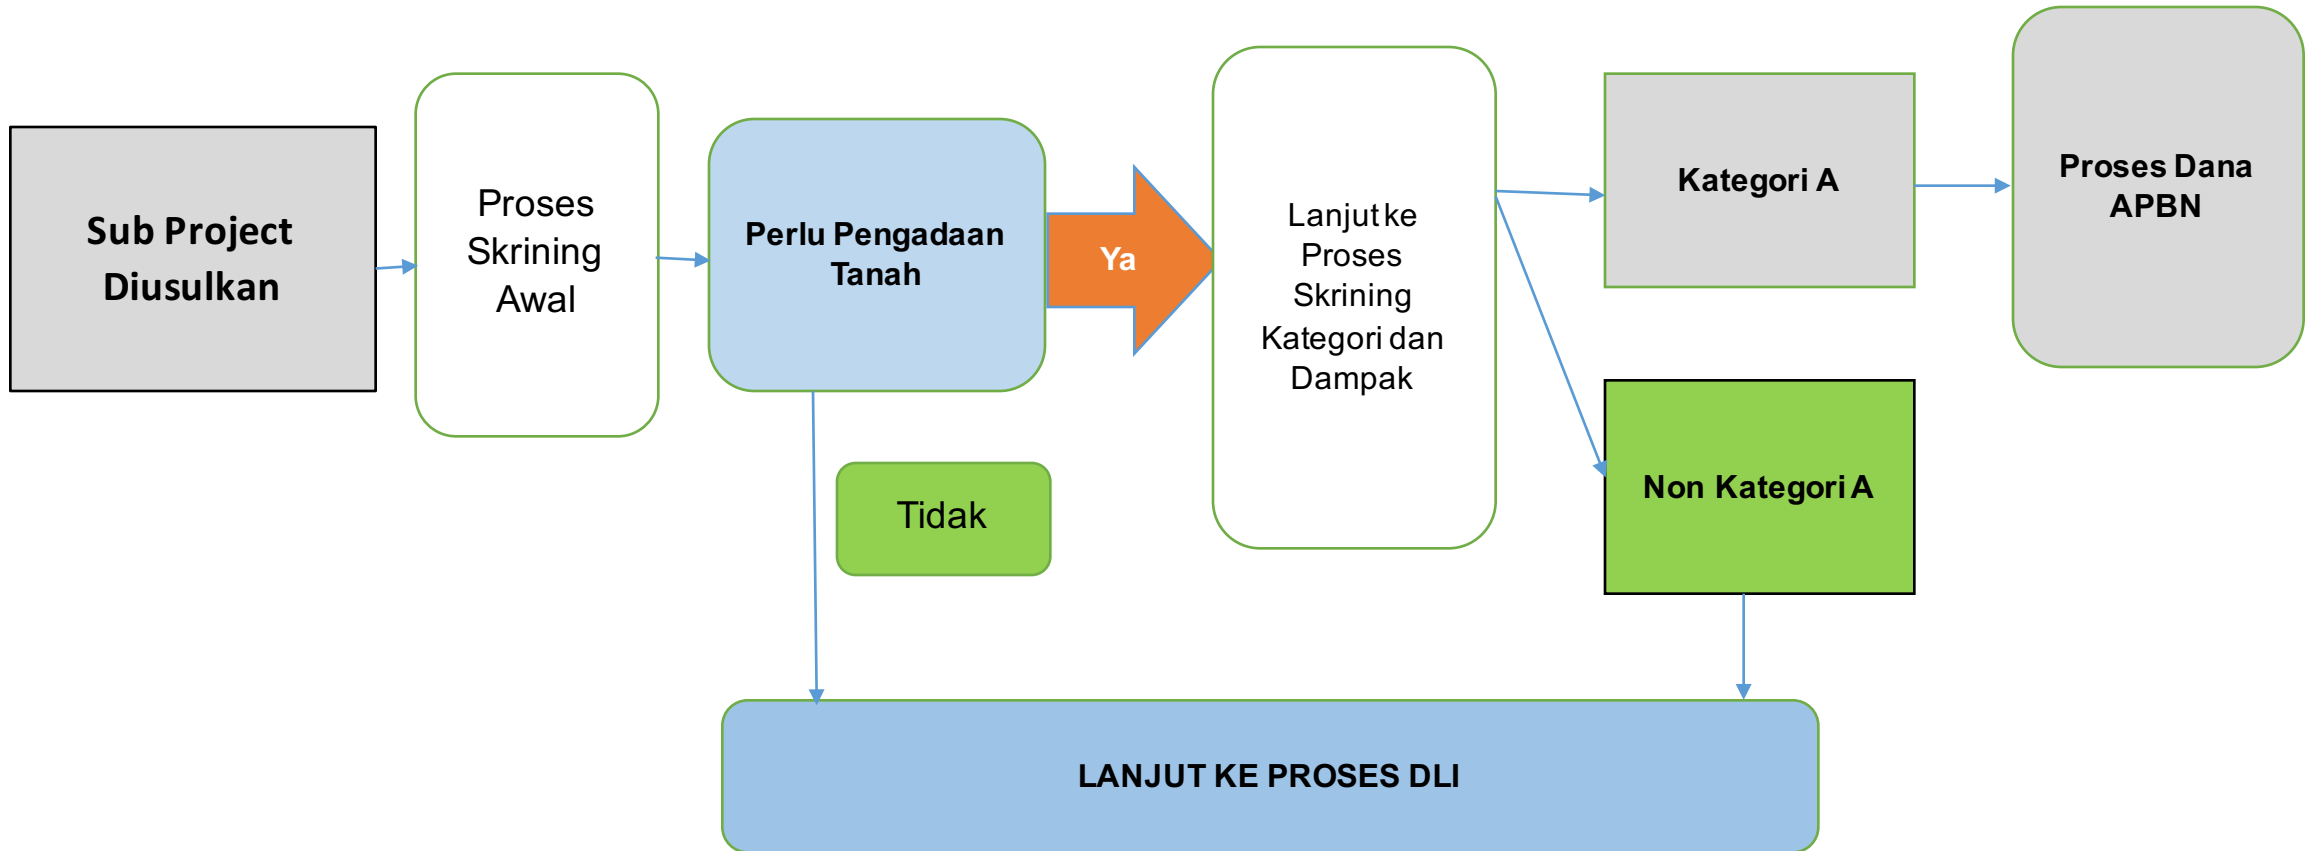 Sub Project
Diusulkan
Proses
Skrining
Awal
Perlu Pengadaan
Tanah
Ya
Lanjut ke
Proses
Skrining
Kategori dan
Dampak
Kategori A
Proses Dana
APBN
Tidak
Non Kategori A
LANJUT KE PROSES DLI